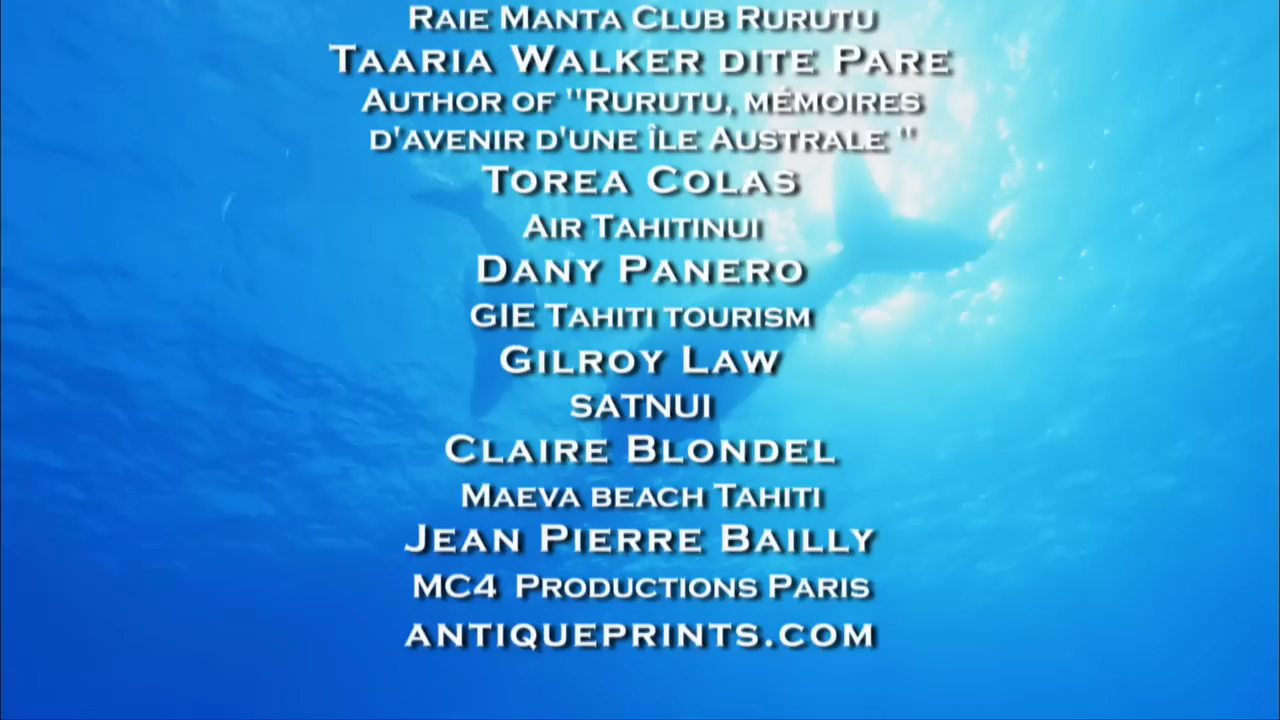 Raie Manta Club Rurutu
Taaria Walker dite Pare
Author of "Rurutu, mémoires
d'avenir d'une île Australe "
Torea Colas
Air Tahitinui
Dany Panero
GIE Tahiti tourism
Gilroy Law
SATNUI
Claire Blondel
Maeva beach Tahiti
Jean Pierre Bailly
MC4 Productions Paris
antiqueprints.com